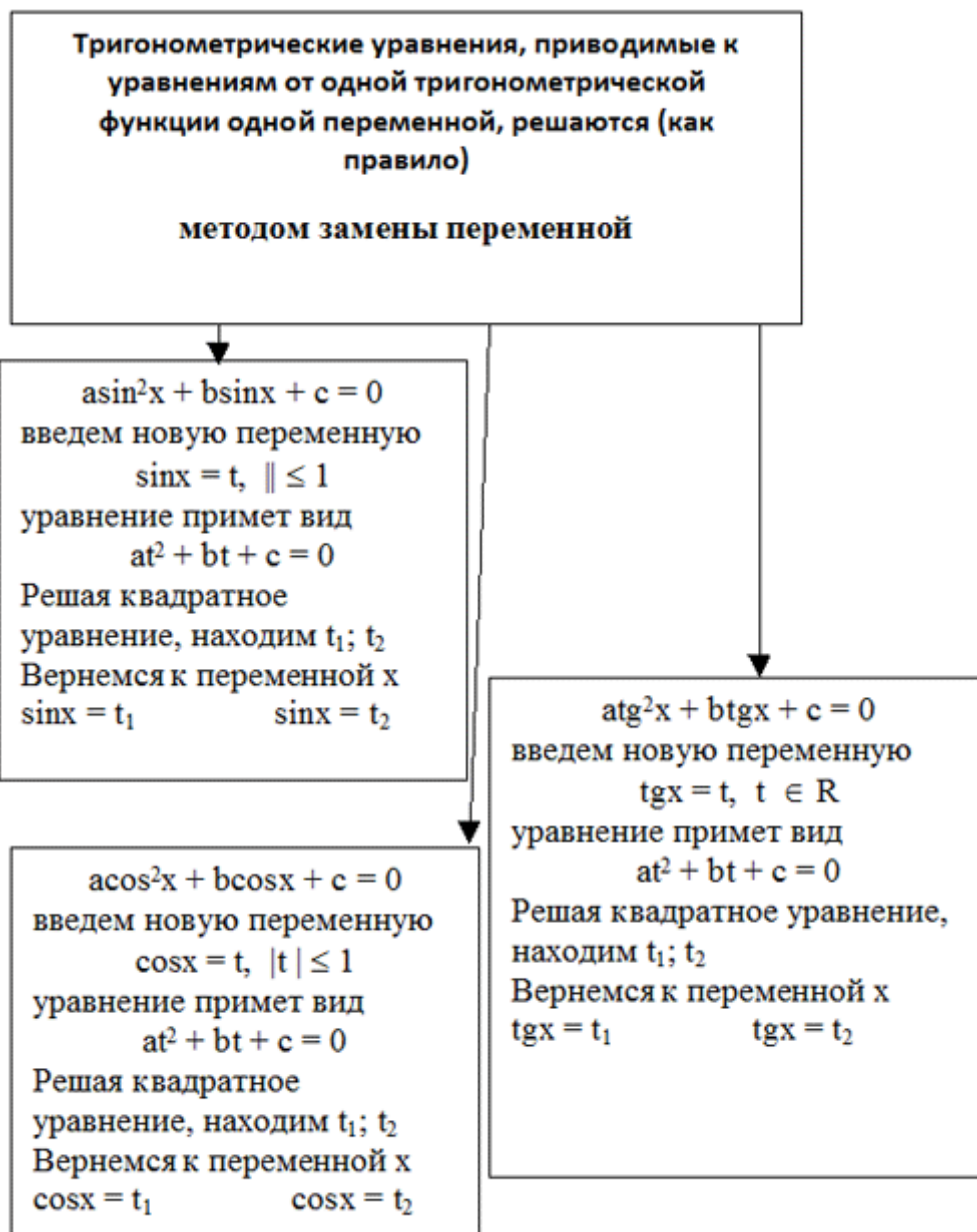 Тригонометрические уравнения, приводимые к
уравнениям от одной тригонометрической
функции одной переменной, решаются (как
правило)
методом замены переменной
asin²x + bsinx + c = 0
введем новую переменную
sinx = t, || ≤ 1
уравнение примет вид
at² + bt + c = 0
Решая квадратное
уравнение, находим t₁; t₂
Вернемся к переменной x
sinx = t₁ sinx = t₂
acos²x + bcosx + c = 0
введем новую переменную
cosx = t, |t | ≤ 1
уравнение примет вид
at² + bt + c = 0
Решая квадратное
уравнение, находим t₁; t₂
Вернемся к переменной x
cosx = t₁ cosx = t₂
atg²x + btgx + c = 0
введем новую переменную
tgx = t, t ∈ R
уравнение примет вид
at² + bt + c = 0
Решая квадратное уравнение,
находим t₁; t₂
Вернемся к переменной x
tgx = t₁ tgx = t₂